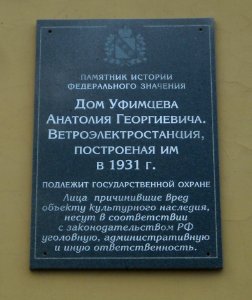 ПАМЯТНИК ИСТОРИИ
ФЕДЕРАЛЬНОГО ЗНАЧЕНИЯ
Дом Уфимцева
Анатолия Георгиевича.
Ветроэлектростанция,
построеная им
в 1931 г.
ПОДЛЕЖИТ ГОСУДАРСТВЕННОЙ ОХРАНЕ
Лица причинившие вред
объекту культурного наследия,
несут в соответствии
с законодательством РФ
уголовную, административную
и иную ответственность.